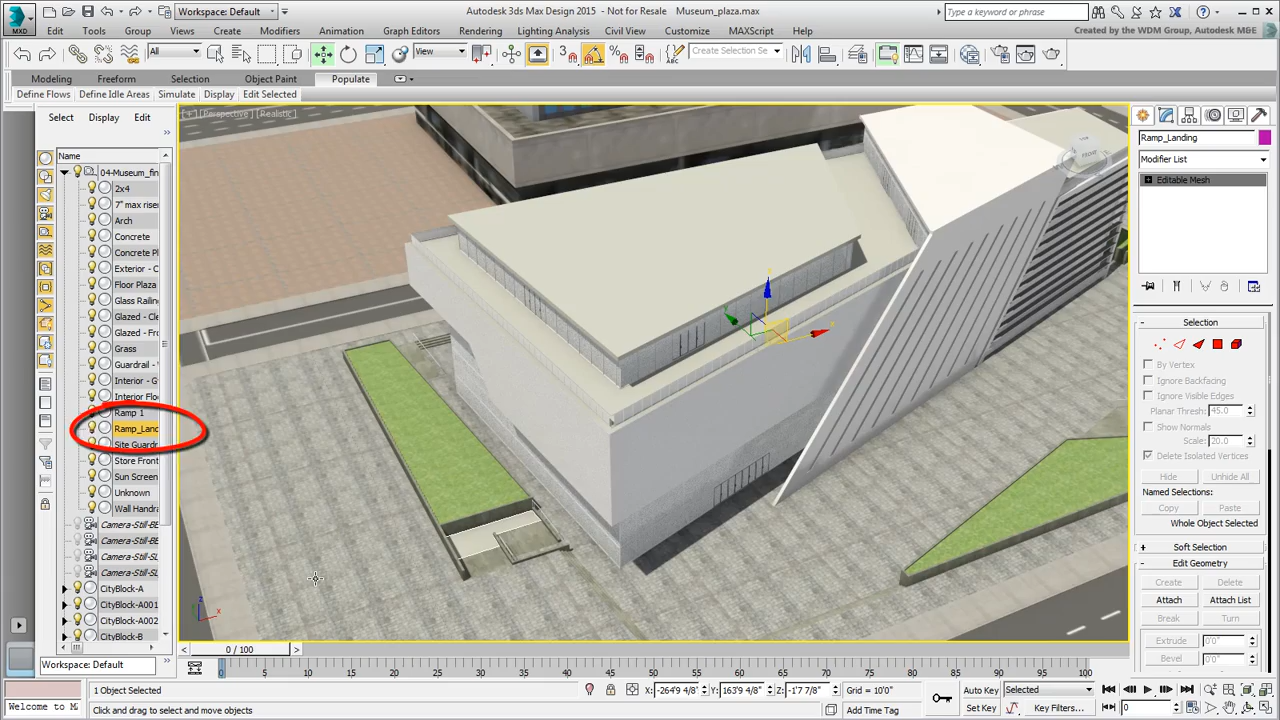 Workspace: Default
Autodesk 3ds Max Design 2015 - Not for Resale Museum_plaza.max
Type a keyword or phrase
MXD
Edit Tools Group Views Create Modifiers Animation Graph Editors Rendering Lighting Analysis Civil View Customize MAXScript Help
Created by the WDM Group, Autodesk M&E
All
View
Create Selection Se
Modeling Freeform Selection Object Paint Populate
Define Flows Define Idle Areas Simulate Display Edit Selected
Select Display Edit
[+][Perspective][Realistic]
Name
04-Museum_fin
2x4
7" max rise
Arch
Concrete
Concrete Pl
Exterior - C
Floor Plaza
Glass Railin
Glazed - Cle
Glazed - Fro
Grass
Guardrail -
Interior - G
Interior Floo
Ramp 1
Ramp_Land
Site Guardr
Store Front
Sun Screen
Unknown
Wall Handra
Camera-Still-BE
Camera-Still-BE
Camera-Still-SL
Camera-Still-SL
CityBlock-A
CityBlock-A001
CityBlock-A002
CityBlock-B
Ramp_Landing
Modifier List
Editable Mesh
Selection
By Vertex
Ignore Backfacing
Ignore Visible Edges
Planar Thresh: 45.0
Show Normals
Scale: 20.0
Delete Isolated Vertices
Hide Unhide All
Named Selections:
Copy Paste
Whole Object Selected
Soft Selection
Edit Geometry
Create Delete
Attach Attach List
Break Turn
Extrude 0'0"
Bevel 0'0"
z
x
Workspace: Default
0 / 100
0 5 10 15 20 25 30 35 40 45 50 55 60 65 70 75 80 85 90 95 100
1 Object Selected
X: -264'9 4/8" Y: 163'9 4/8" Z: -1'7 7/8" Grid = 10'0"
Auto Key Selected
Welcome to M
Click and drag to select and move objects
Add Time Tag
Set Key Key Filters...
0